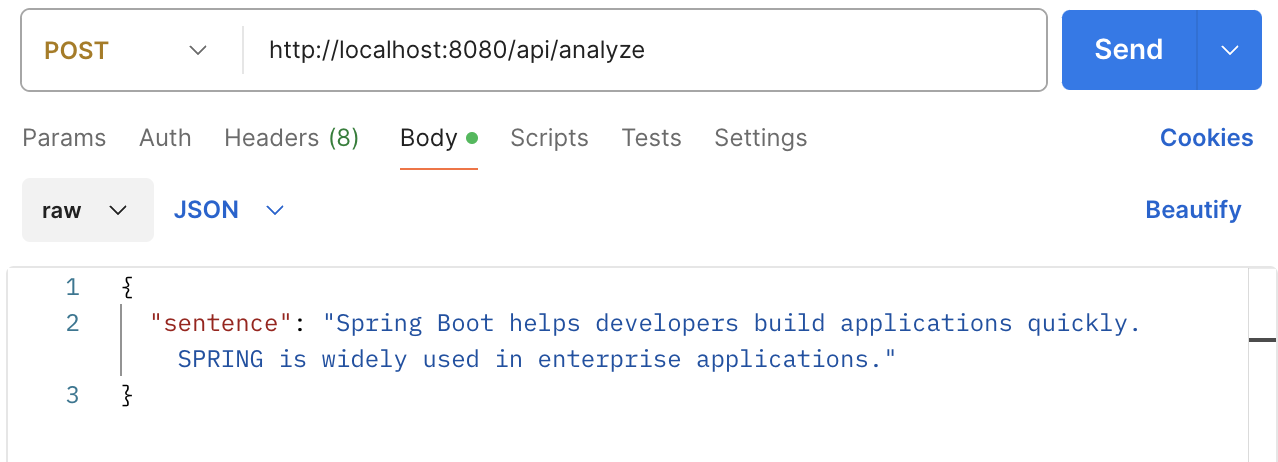 POST http://localhost:8080/api/analyze Send
Params Auth Headers (8) Body Scripts Tests Settings Cookies
raw JSON Beautify
1 {
2 "sentence": "Spring Boot helps developers build applications quickly.
SPRING is widely used in enterprise applications."
3 }